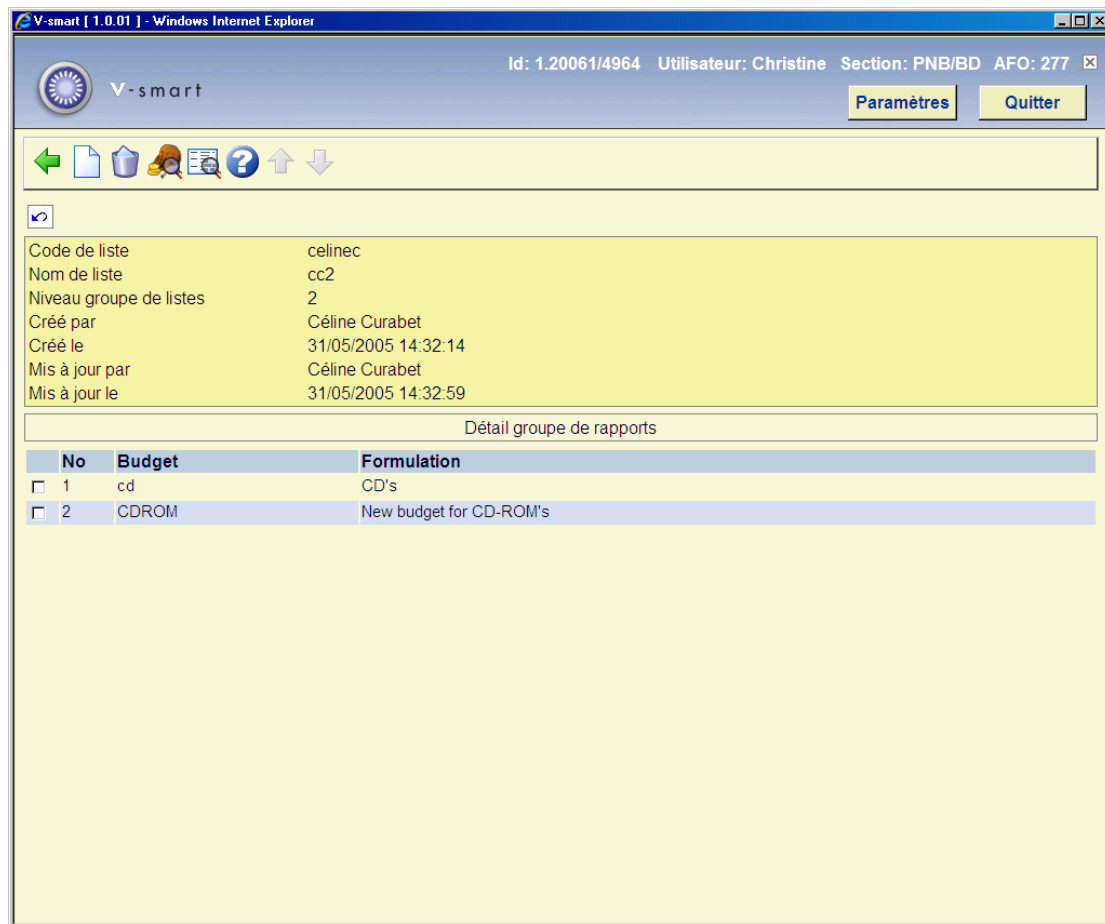 V-smart [ 1.0.01 ] - Windows Internet Explorer
Id: 1.20061/4964 Utilisateur: Christine Section: PNB/BD AFO: 277
V-smart
Paramètres Quitter
Code de liste celinec
Nom de liste cc2
Niveau groupe de listes 2
Créé par Céline Curabet
Créé le 31/05/2005 14:32:14
Mis à jour par Céline Curabet
Mis à jour le 31/05/2005 14:32:59
Détail groupe de rapports
No Budget Formulation
1 cd CD's
2 CDROM New budget for CD-ROM's